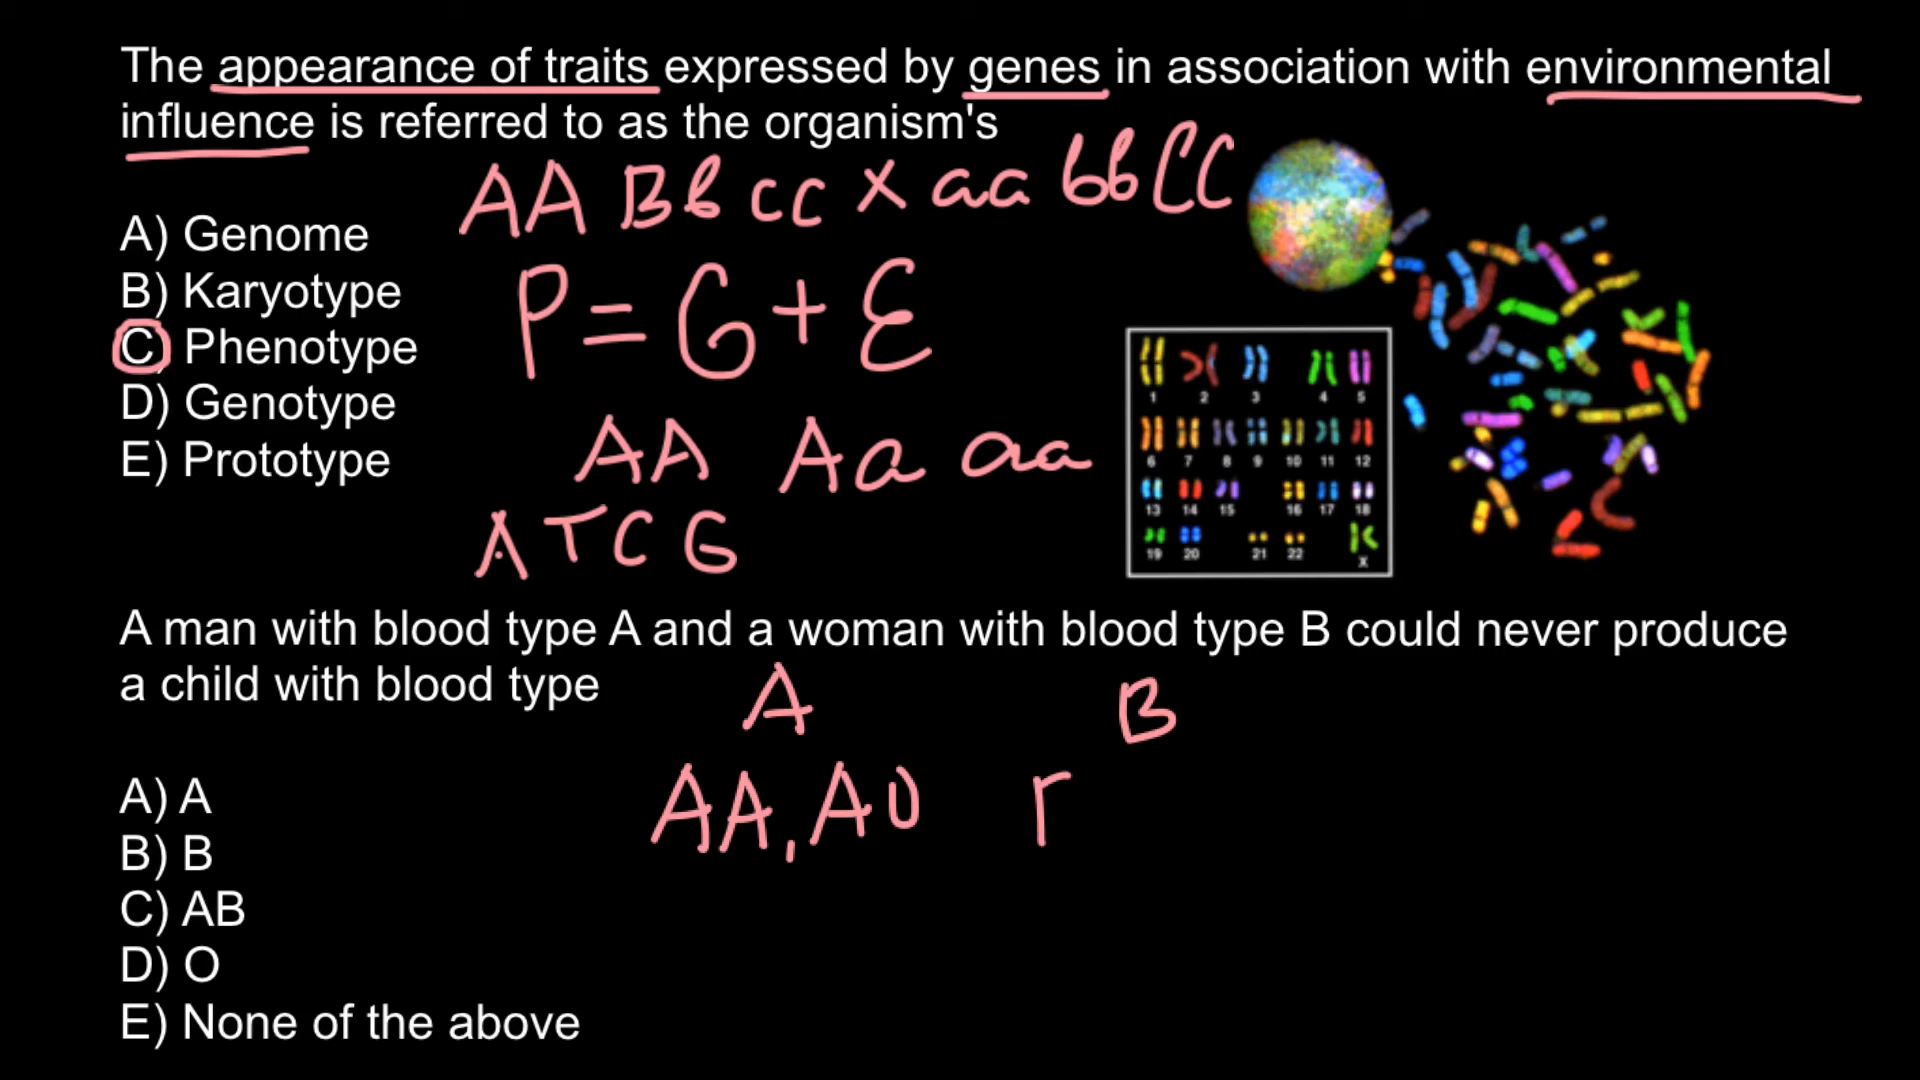 The appearance of traits expressed by genes in association with environmental
influence is referred to as the organism's
AA Bb cc x aa bb CC
A) Genome
B) Karyotype
P = G + E
C) Phenotype
D) Genotype
AA Aa aa
E) Prototype
A T C G
1 2 3 4 5
6 7 8 9 10 11 12
13 14 15 16 17 18
19 20 21 22 X
A man with blood type A and a woman with blood type B could never produce
a child with blood type
A B
AA, AO
A) A
B) B
C) AB
D) O
E) None of the above